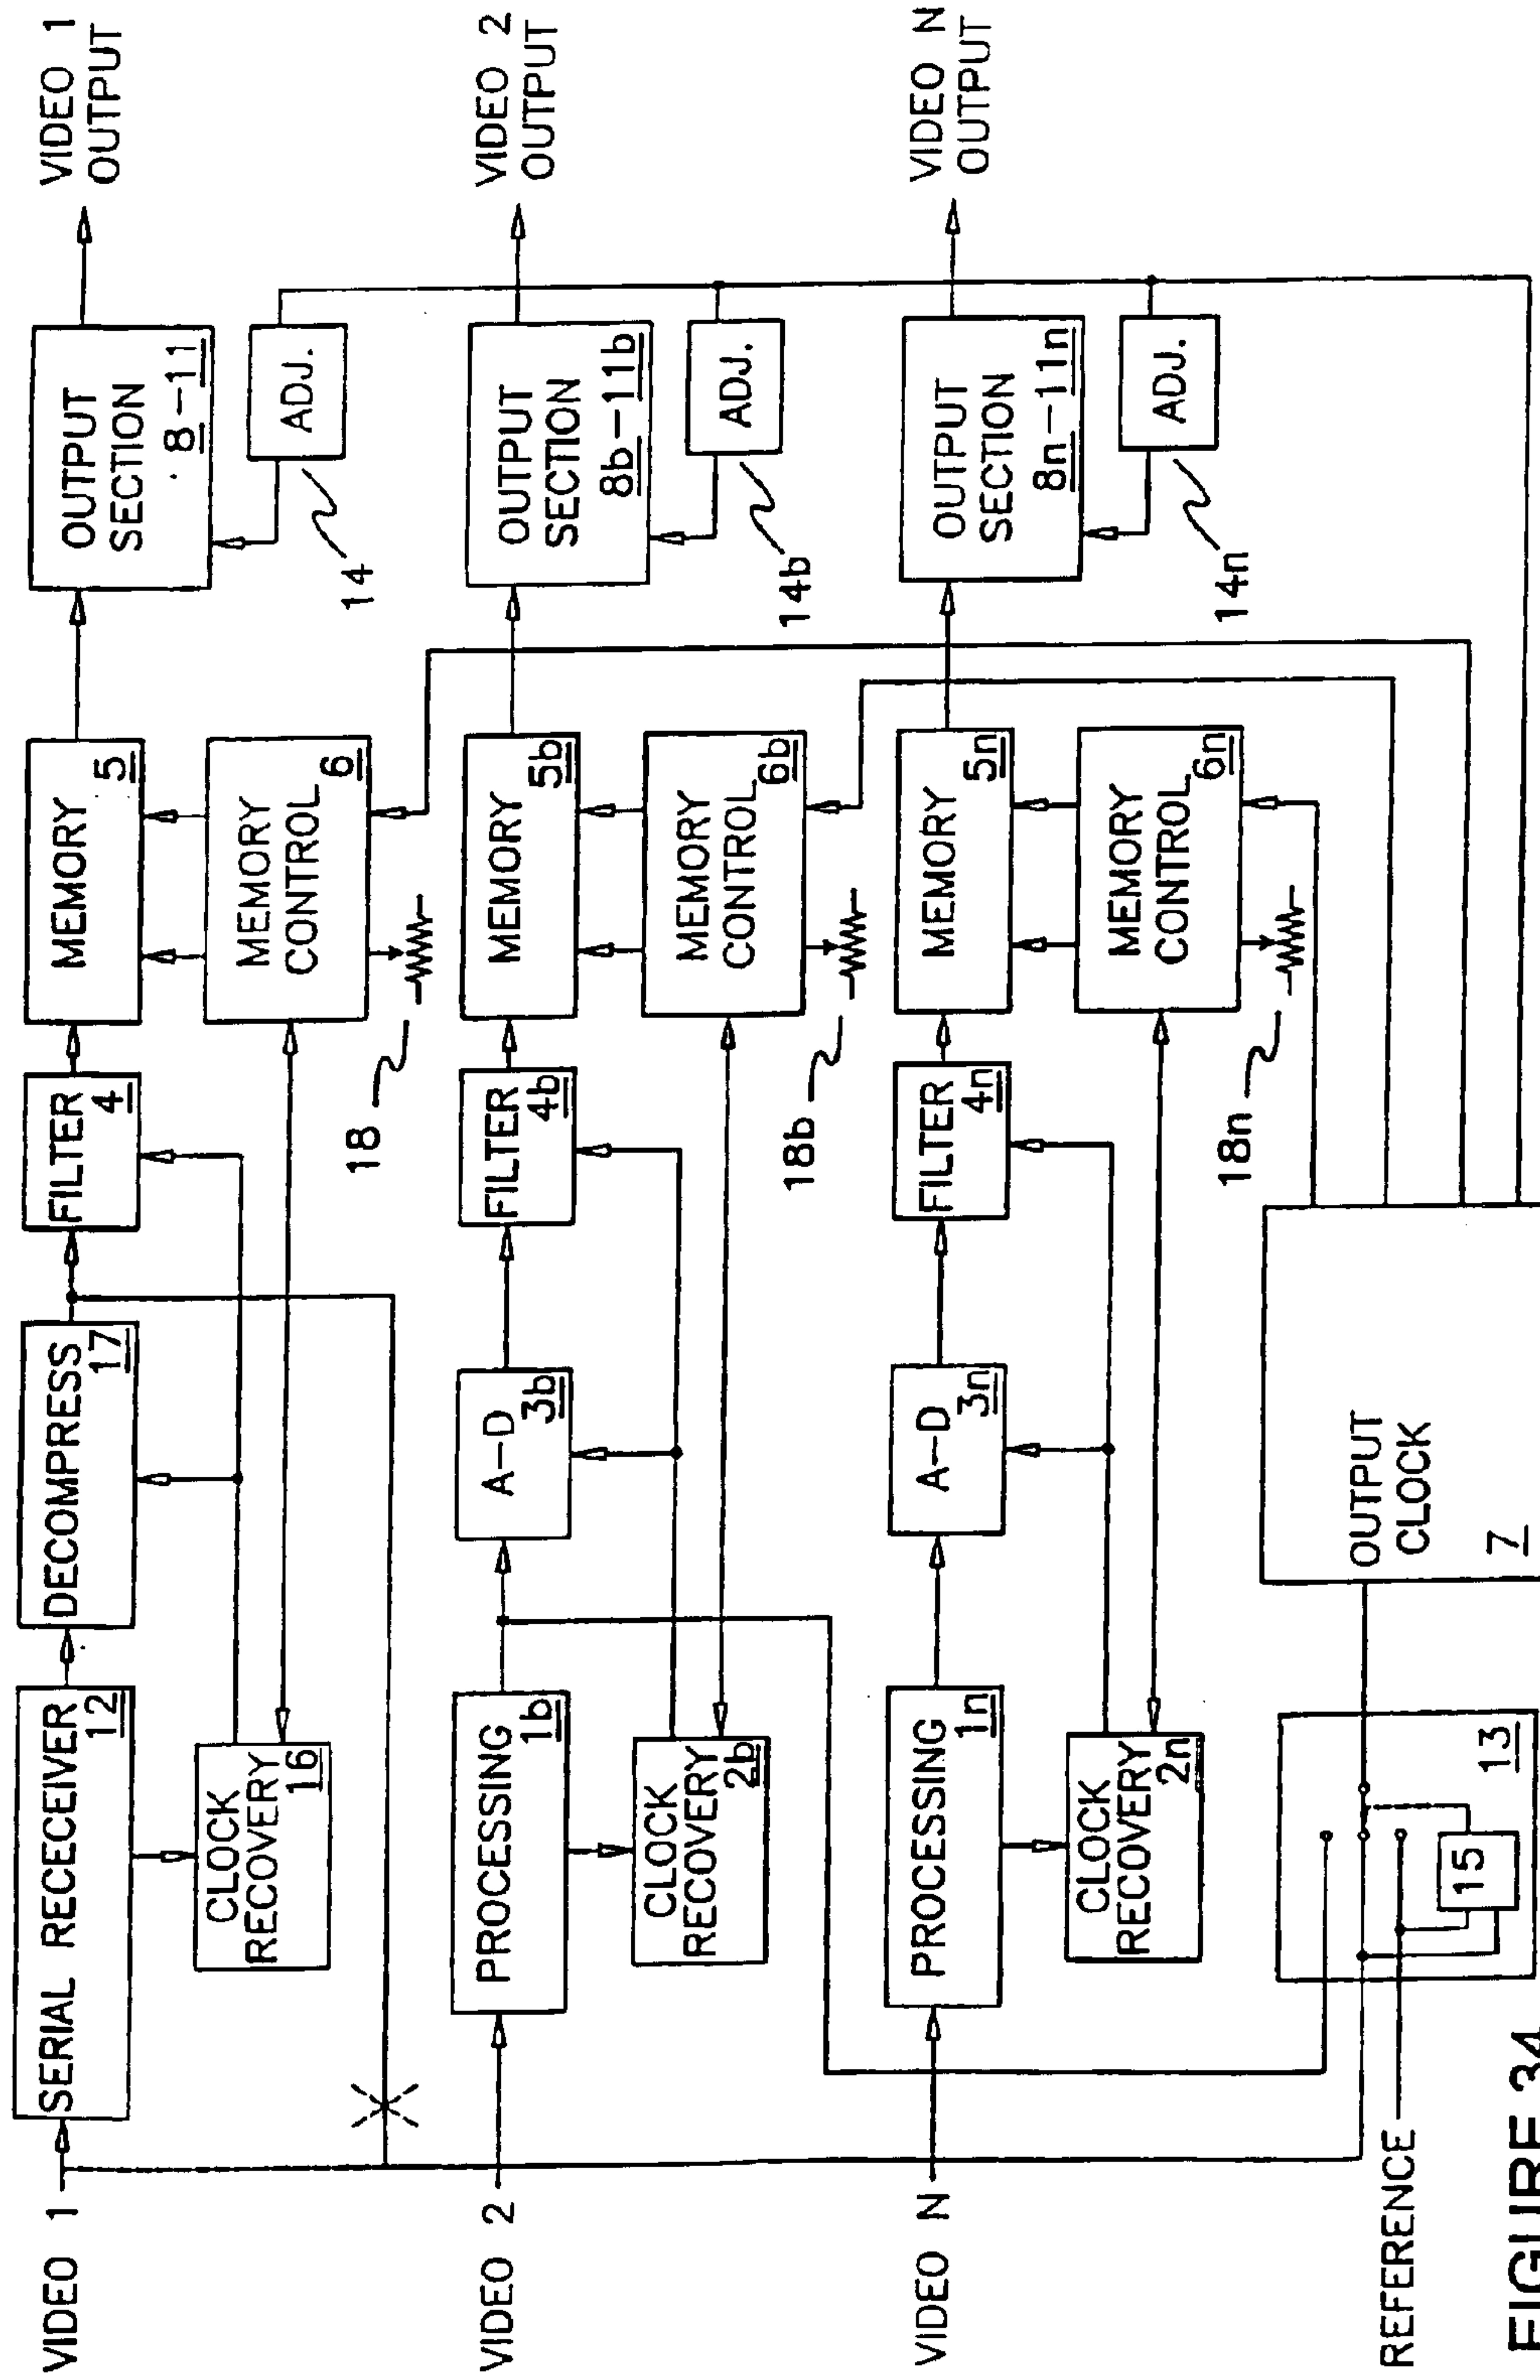 VIDEO 1
SERIAL RECEIVER
12
DECOMPRESS
17
FILTER
4
MEMORY
5
OUTPUT
SECTION
8-11
VIDEO 1
OUTPUT
CLOCK
RECOVERY
16
MEMORY
CONTROL
6
18
ADJ.
14
VIDEO 2
PROCESSING
1b
A-D
3b
FILTER
4b
MEMORY
5b
OUTPUT
SECTION
8b-11b
VIDEO 2
OUTPUT
CLOCK
RECOVERY
2b
MEMORY
CONTROL
6b
18b
ADJ.
14b
VIDEO N
PROCESSING
1n
A-D
3n
FILTER
4n
MEMORY
5n
OUTPUT
SECTION
8n-11n
VIDEO N
OUTPUT
CLOCK
RECOVERY
2n
MEMORY
CONTROL
6n
18n
ADJ.
14n
REFERENCE
15
13
OUTPUT
CLOCK
7
FIGURE 34